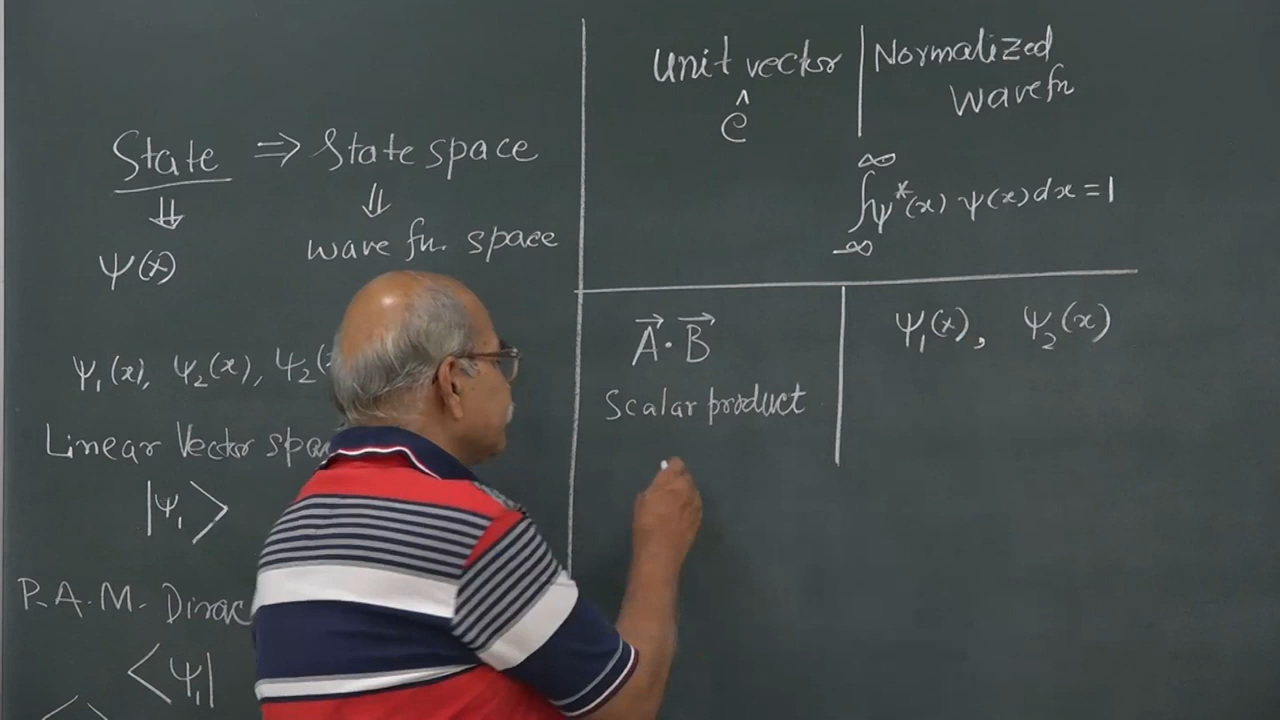 State ⇒ State space
⇓ ⇓
ψ(x) wave fn. space
ψ₁(x), ψ₂(x), ψ₂(
Linear Vector spa
|ψ₁⟩
P.A.M. Dirac
⟨ψ₁|
Unit vector | Normalized
ê wavefn
∫_{-∞}^{∞} ψ*(x) ψ(x) dx = 1
A⃗ · B⃗ | ψ₁(x), ψ₂(x)
Scalar product